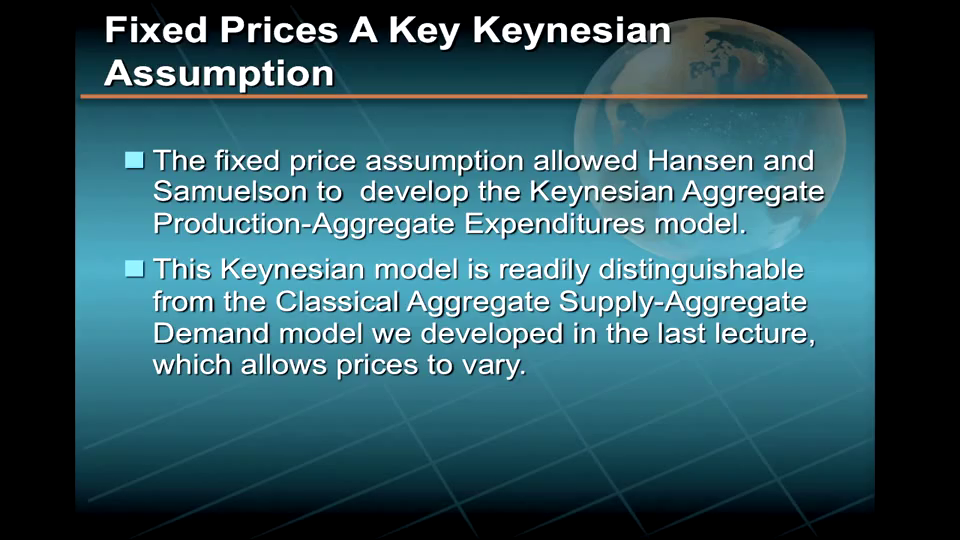 Fixed Prices A Key Keynesian
Assumption
The fixed price assumption allowed Hansen and
Samuelson to  develop the Keynesian Aggregate
Production-Aggregate Expenditures model.
This Keynesian model is readily distinguishable
from the Classical Aggregate Supply-Aggregate
Demand model we developed in the last lecture,
which allows prices to vary.